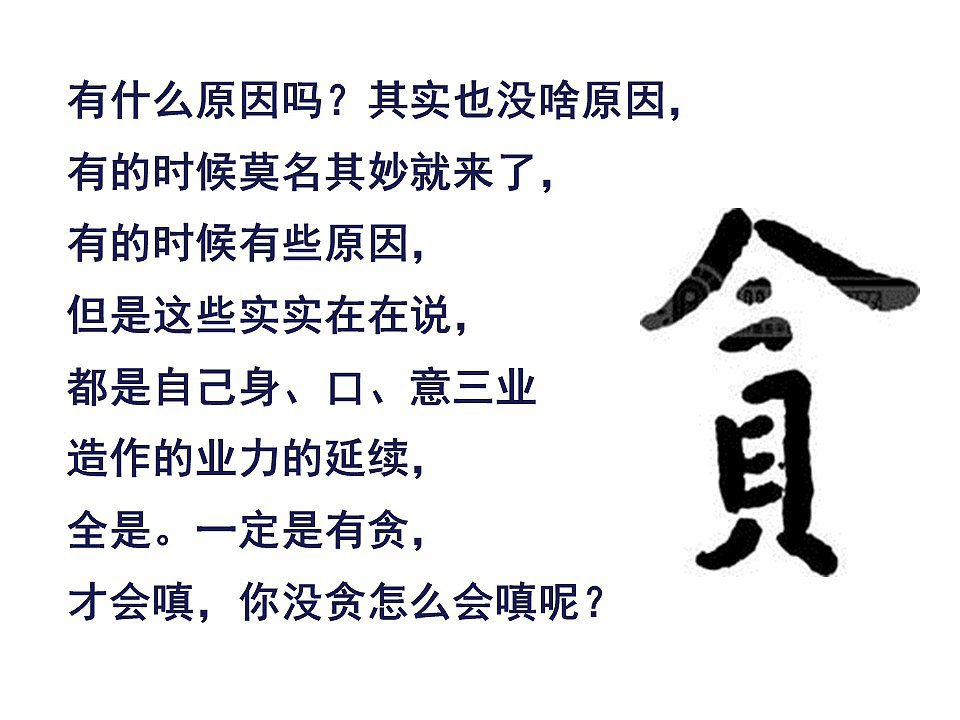 有什么原因吗？其实也没啥原因，
有的时候莫名其妙就来了，
有的时候有些原因，
但是这些实实在在说，
都是自己身、口、意三业
造作的业力的延续，
全是。一定是有贪，
才会嗔，你没贪怎么会嗔呢？
貪